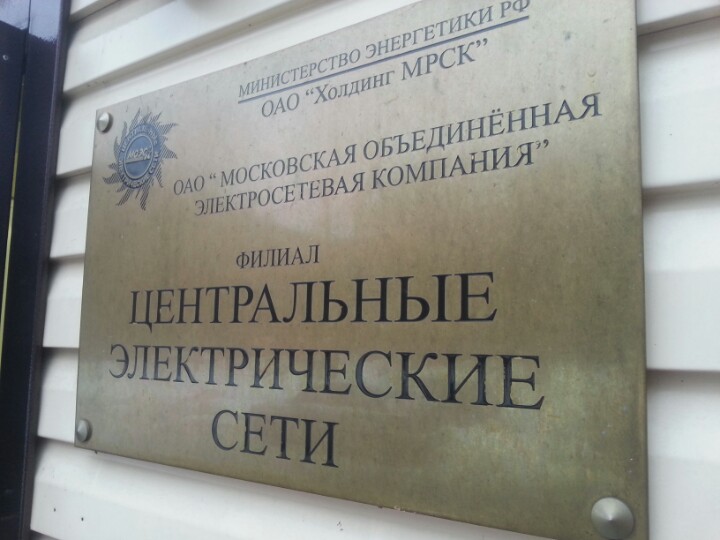 МИНИСТЕРСТВО ЭНЕРГЕТИКИ РФ
ОАО "Холдинг МРСК"
ОАО " МОСКОВСКАЯ ОБЪЕДИНЁННАЯ
ЭЛЕКТРОСЕТЕВАЯ КОМПАНИЯ"
ФИЛИАЛ
ЦЕНТРАЛЬНЫЕ
ЭЛЕКТРИЧЕСКИЕ
СЕТИ